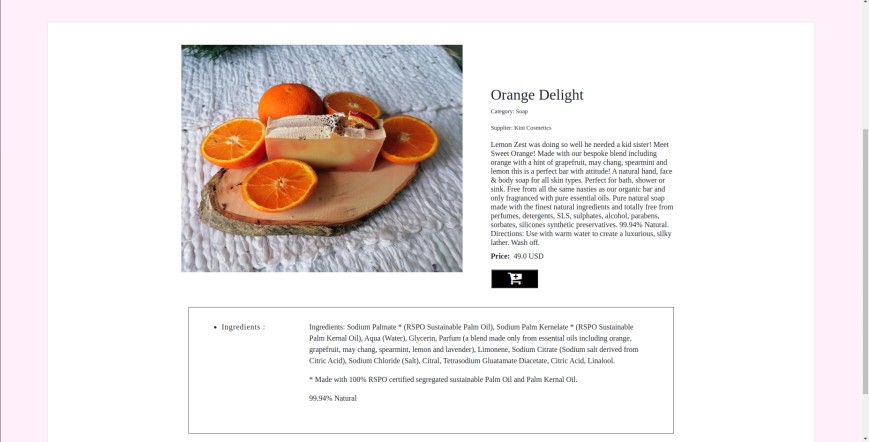 Orange Delight
Category: Soap
Supplier: Kini Cosmetics
Lemon Zest was doing so well he needed a kid sister! Meet
Sweet Orange! Made with our bespoke blend including
orange with a hint of grapefruit, may chang, spearmint and
lemon this is a perfect bar with attitude! A natural hand, face
& body soap for all skin types. Perfect for bath, shower or
sink. Free from all the same nasties as our organic bar and
only fragranced with pure essential oils. Pure natural soap
made with the finest natural ingredients and totally free from
perfumes, detergents, SLS, sulphates, alcohol, parabens,
sorbates, silicones synthetic preservatives. 99.94% Natural.
Directions: Use with warm water to create a luxurious, silky
lather. Wash off.
Price: 49.0 USD
• Ingredients :
Ingredients: Sodium Palmate * (RSPO Sustainable Palm Oil), Sodium Palm Kernelate * (RSPO Sustainable
Palm Kernal Oil), Aqua (Water), Glycerin, Parfum (a blend made only from essential oils including orange,
grapefruit, may chang, spearmint, lemon and lavender), Limonene, Sodium Citrate (Sodium salt derived from
Citric Acid), Sodium Chloride (Salt), Citral, Tetrasodium Gluatamate Diacetate, Citric Acid, Linalool.
* Made with 100% RSPO certified segregated sustainable Palm Oil and Palm Kernal Oil.
99.94% Natural